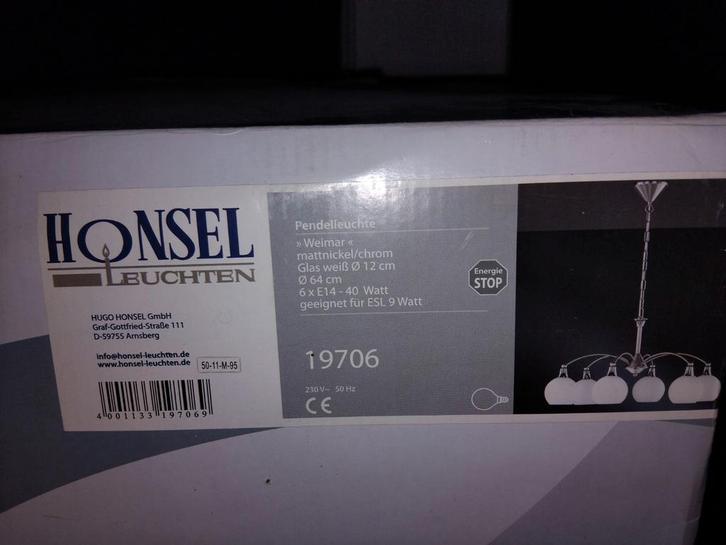 HONSEL
LEUCHTEN
HUGO HONSEL GmbH
Graf-Gottfried-Straße 111
D-59755 Arnsberg
info@honsel-leuchten.de
www.honsel-leuchten.de
50-11-M-95
4 001133 197069
Pendelleuchte
» Weimar «
mattnickel/chrom
Glas weiß Ø 12 cm
Ø 64 cm
6 x E14 - 40 Watt
geeignet für ESL 9 Watt
19706
230 V~ 50 Hz
CE
Energie
STOP